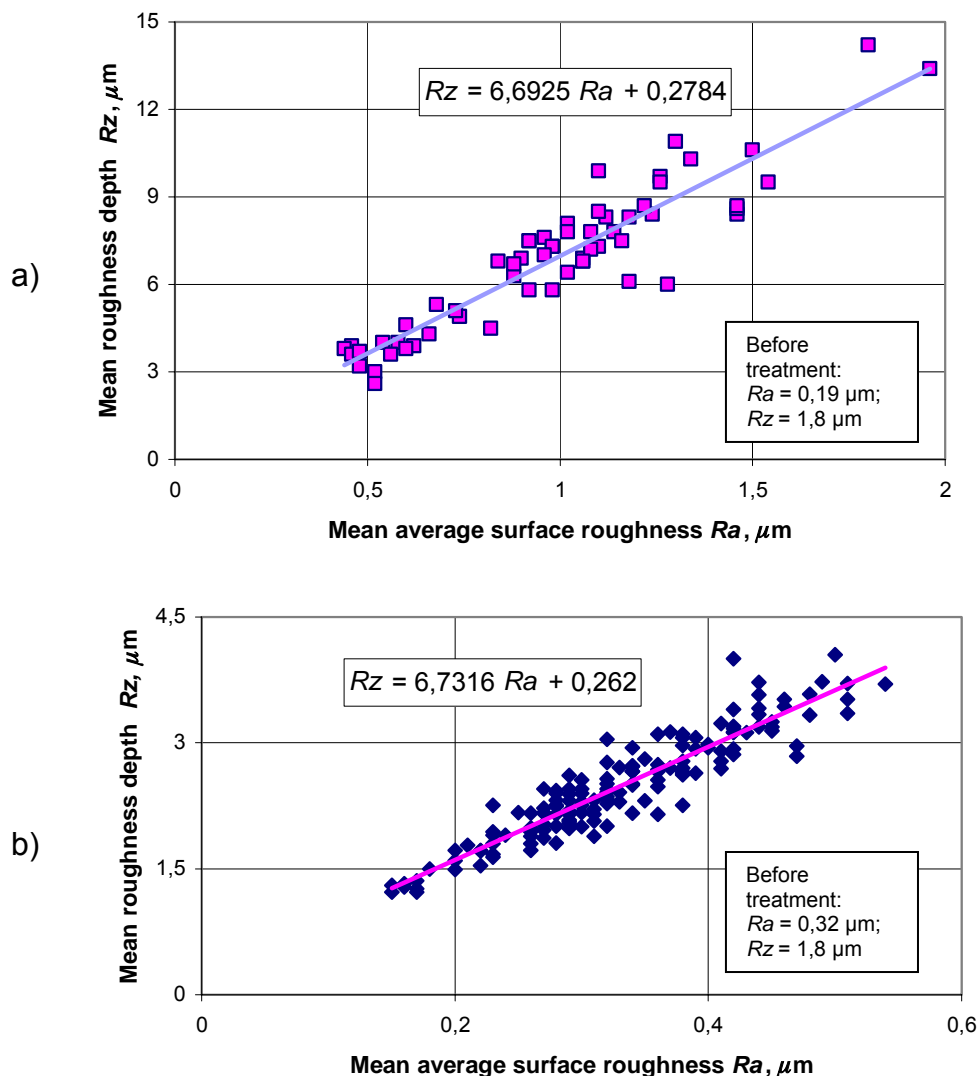 a)
Mean roughness depth Rz, μm
15
12
9
6
3
0
Rz = 6,6925 Ra + 0,2784
Before
treatment:
Ra = 0,19 µm;
Rz = 1,8 µm
0 0,5 1 1,5 2
Mean average surface roughness Ra, μm
b)
Mean roughness depth Rz, μm
4,5
3
1,5
0
Rz = 6,7316 Ra + 0,262
Before
treatment:
Ra = 0,32 µm;
Rz = 1,8 µm
0 0,2 0,4 0,6
Mean average surface roughness Ra, μm